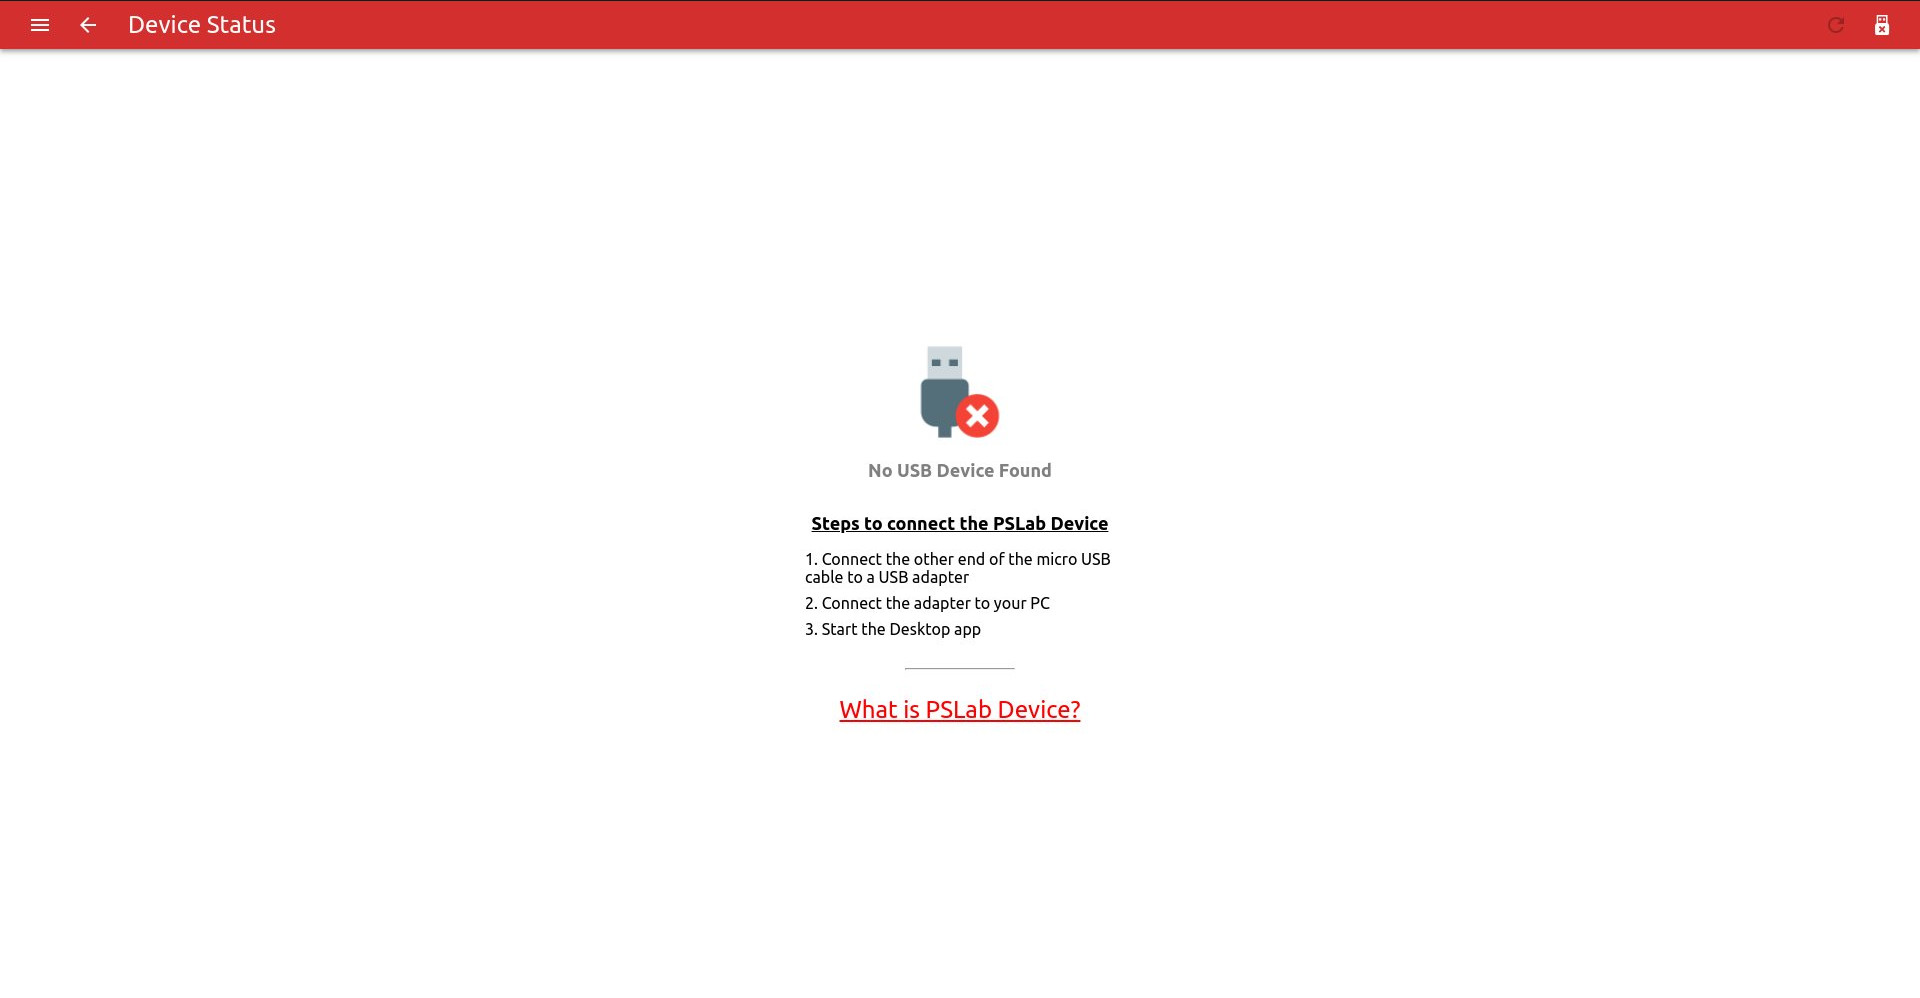 Device Status
No USB Device Found
Steps to connect the PSLab Device
1. Connect the other end of the micro USB
cable to a USB adapter
2. Connect the adapter to your PC
3. Start the Desktop app
What is PSLab Device?